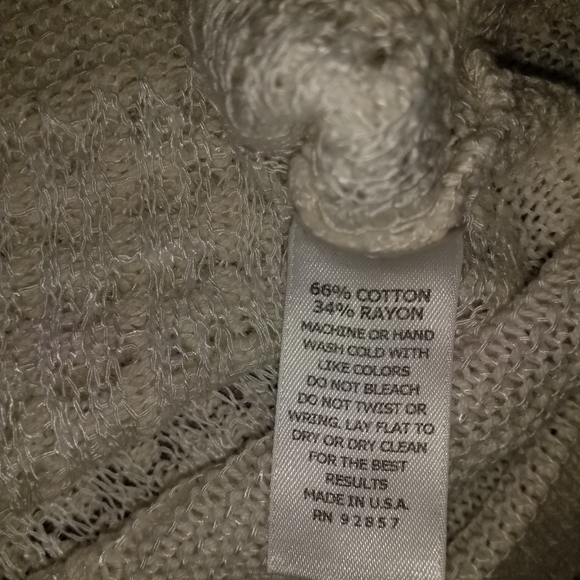 66% COTTON
34% RAYON
MACHINE OR HAND
WASH COLD WITH
LIKE COLORS
DO NOT BLEACH
DO NOT TWIST OR
WRING. LAY FLAT TO
DRY OR DRY CLEAN
FOR THE BEST
RESULTS
MADE IN U.S.A.
RN 92857